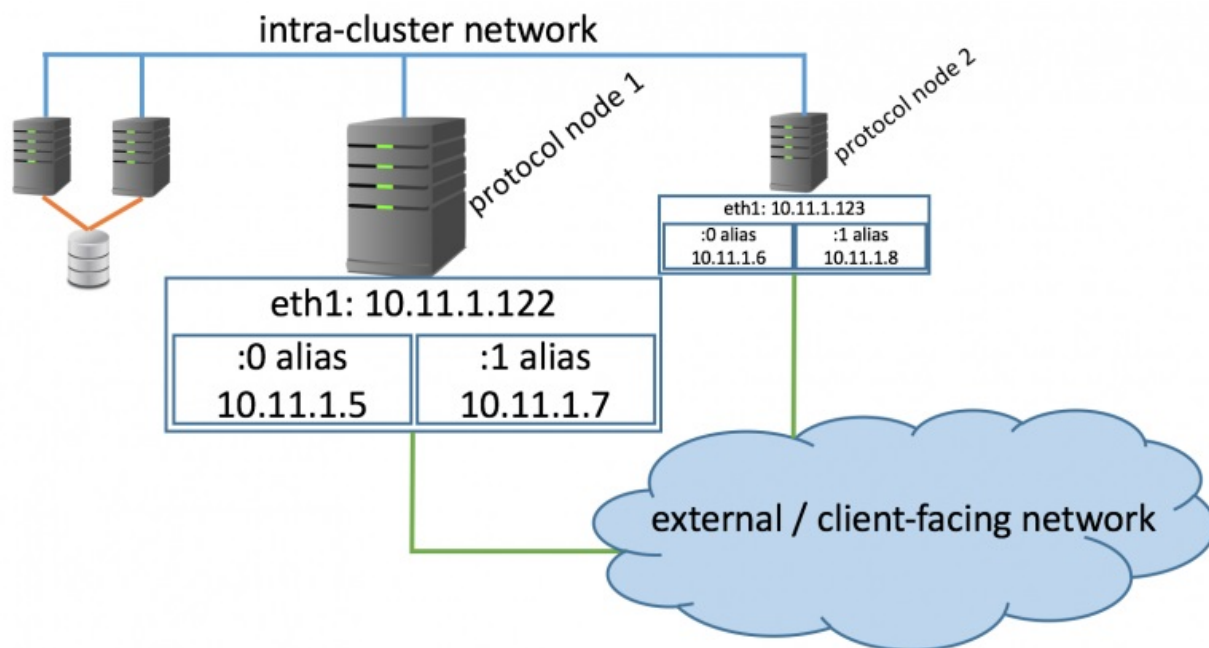 intra-cluster network
protocol node 1
protocol node 2
eth1: 10.11.1.123
:0 alias
10.11.1.6
:1 alias
10.11.1.8
eth1: 10.11.1.122
:0 alias
10.11.1.5
:1 alias
10.11.1.7
external / client-facing network